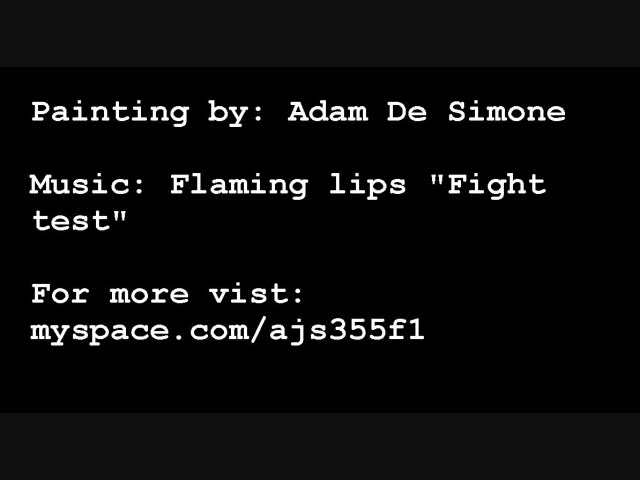 Painting by: Adam De Simone
Music: Flaming lips "Fight
test"
For more vist:
myspace.com/ajs355f1